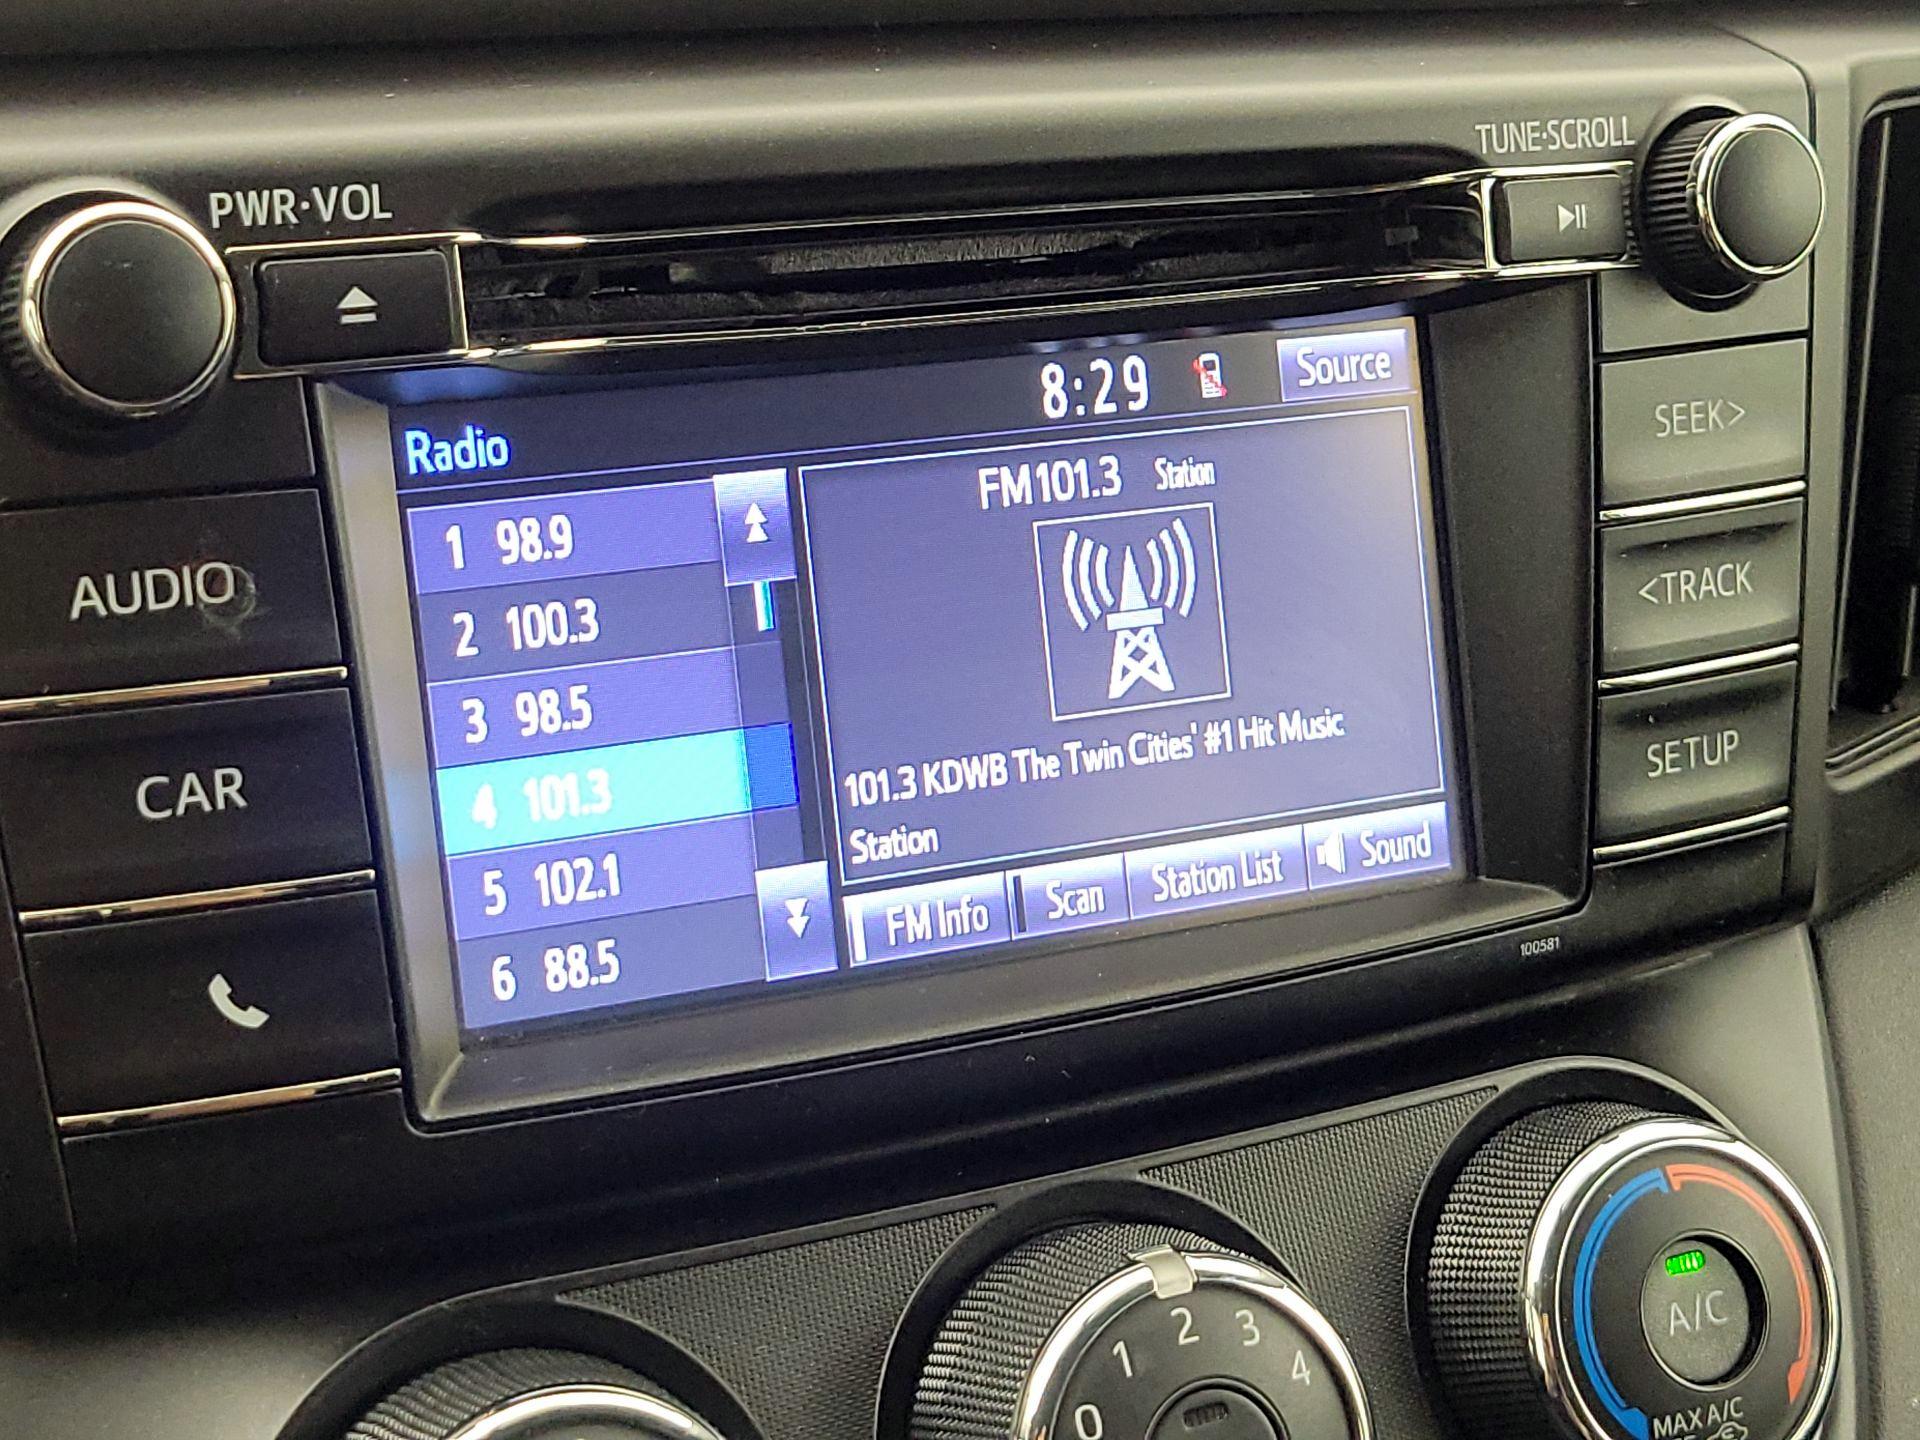 PWR·VOL
TUNE·SCROLL
8:29
Source
Radio
SEEK>
FM101.3 Station
1 98.9
2 100.3
AUDIO
<TRACK
3 98.5
101.3 KDWB The Twin Cities' #1 Hit Music
4 101.3
CAR
SETUP
Station
5 102.1
FM Info
Scan
Station List
Sound
6 88.5
100581
0 1 2 3 4
A/C
MAX A/C